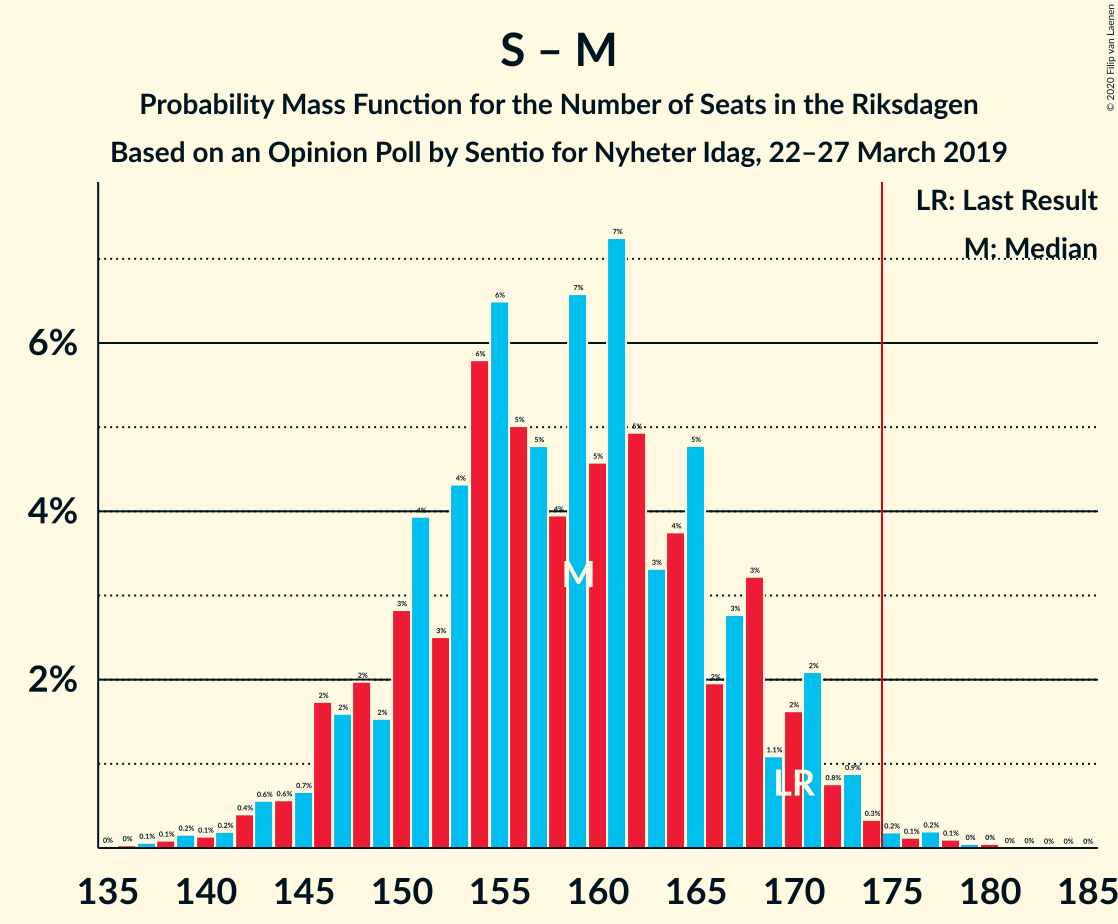 S – M
Probability Mass Function for the Number of Seats in the Riksdagen
Based on an Opinion Poll by Sentio for Nyheter Idag, 22–27 March 2019
© 2020 Filip van Laenen
LR: Last Result
M: Median
6%
4%
2%
0% 0% 0.1% 0.1% 0.2% 0.1% 0.2% 0.4% 0.6% 0.6% 0.7% 2% 2% 2% 2% 3% 4% 3% 4% 6% 6% 5% 5% 4% 7% 5% 7% 5% 3% 4% 5% 2% 3% 3% 1.1% 2% 2% 0.8% 0.9% 0.3% 0.2% 0.1% 0.2% 0.1% 0% 0% 0% 0% 0% 0% 0%
M
LR
135 140 145 150 155 160 165 170 175 180 185